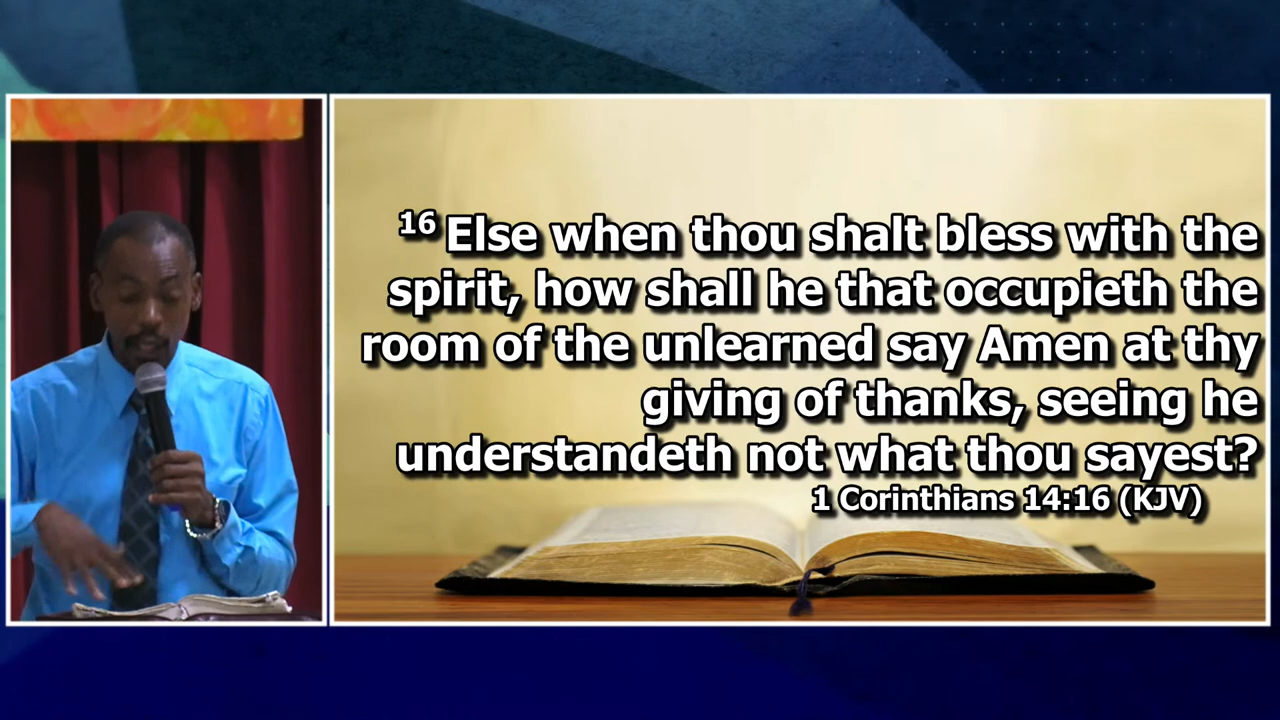 16 Else when thou shalt bless with the
spirit, how shall he that occupieth the
room of the unlearned say Amen at thy
giving of thanks, seeing he
understandeth not what thou sayest?
1 Corinthians 14:16 (KJV)